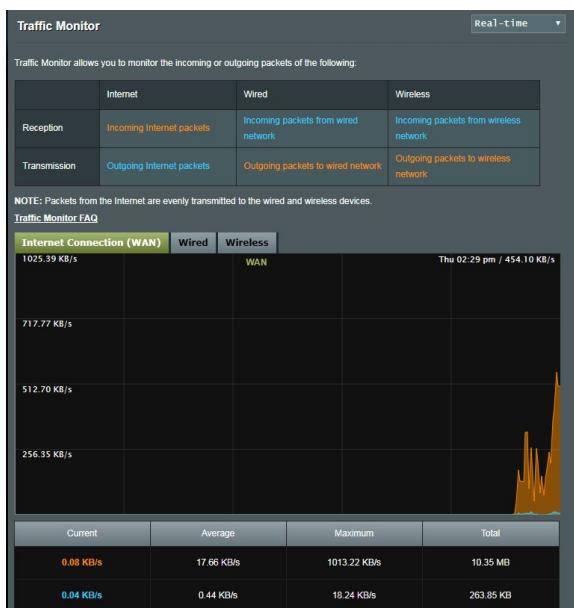 Traffic Monitor
Real-time
Traffic Monitor allows you to monitor the incoming or outgoing packets of the following:
Internet Wired Wireless
Reception Incoming Internet packets Incoming packets from wired network Incoming packets from wireless network
Transmission Outgoing Internet packets Outgoing packets to wired network Outgoing packets to wireless network
NOTE: Packets from the Internet are evenly transmitted to the wired and wireless devices.
Traffic Monitor FAQ
Internet Connection (WAN) Wired Wireless
1025.39 KB/s WAN Thu 02:29 pm / 454.10 KB/s
717.77 KB/s
512.70 KB/s
256.35 KB/s
Current Average Maximum Total
0.08 KB/s 17.66 KB/s 1013.22 KB/s 10.35 MB
0.04 KB/s 0.44 KB/s 18.24 KB/s 263.85 KB